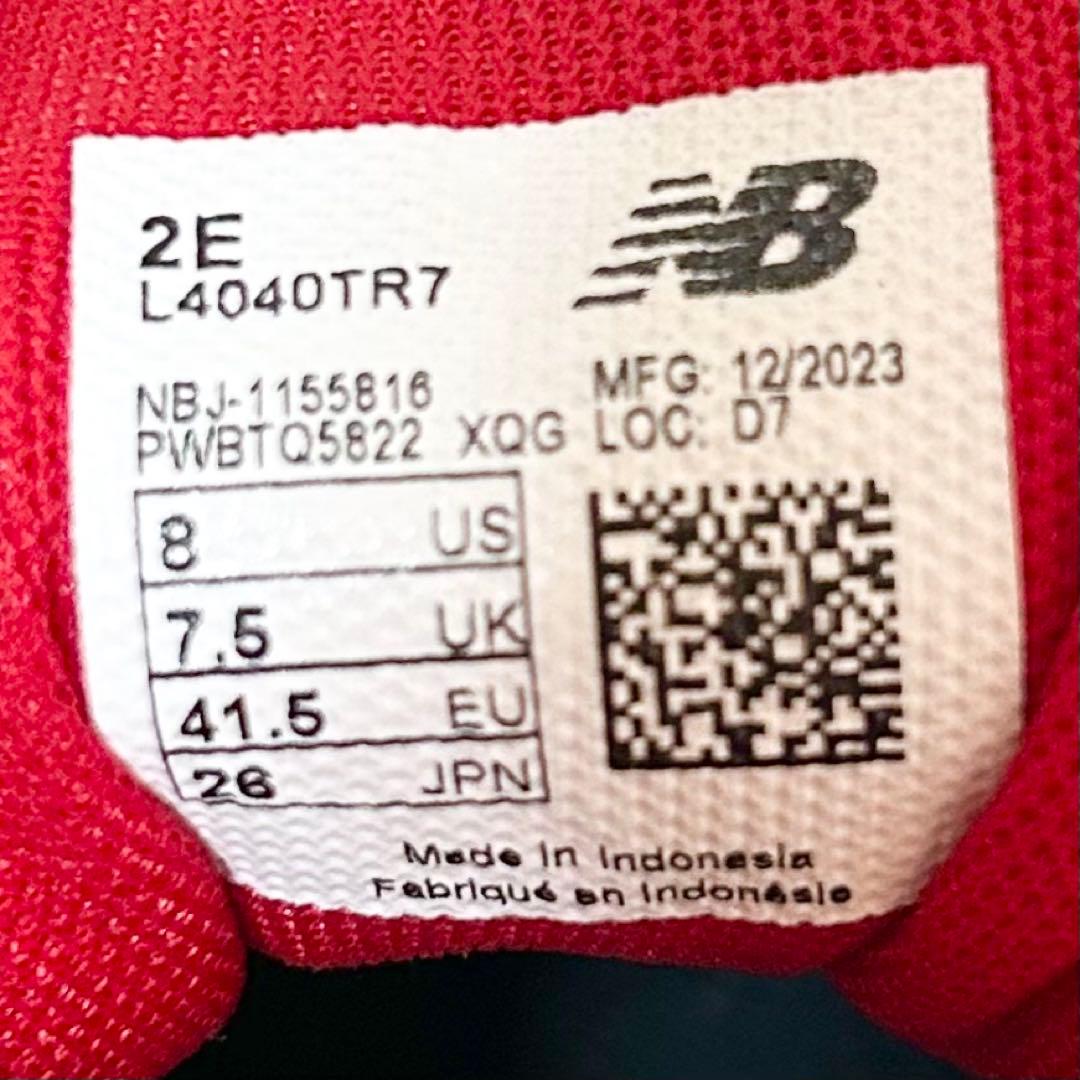 2E
L4040TR7
NB
NBJ-1155816
MFG: 12/2023
PWBTQ5822 XQG LOC: D7
8 US
7.5 UK
41.5 EU
26 JPN
Made in Indonesia
Fabriqué en Indonésie